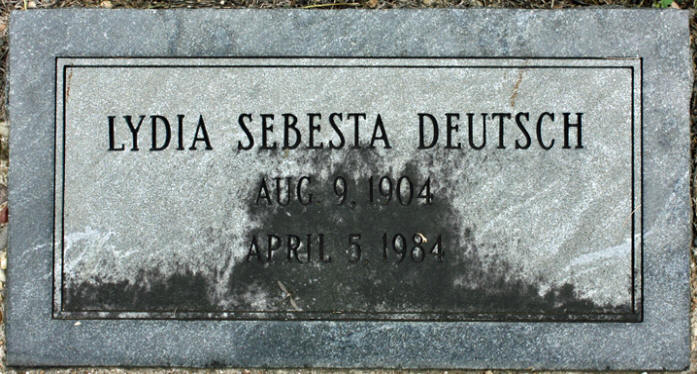 LYDIA SEBESTA DEUTSCH
AUG 9, 1904
APRIL 5 1984